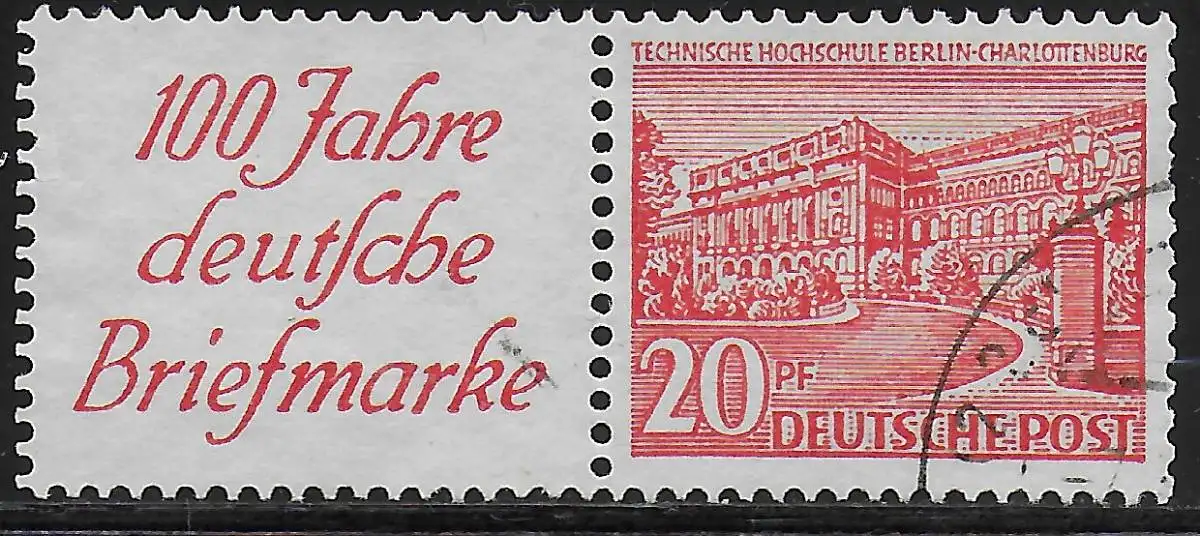 100 Jahre
deutſche
Briefmarke
TECHNISCHE HOCHSCHULE BERLIN-CHARLOTTENBURG
20 PF
DEUTSCHE POST